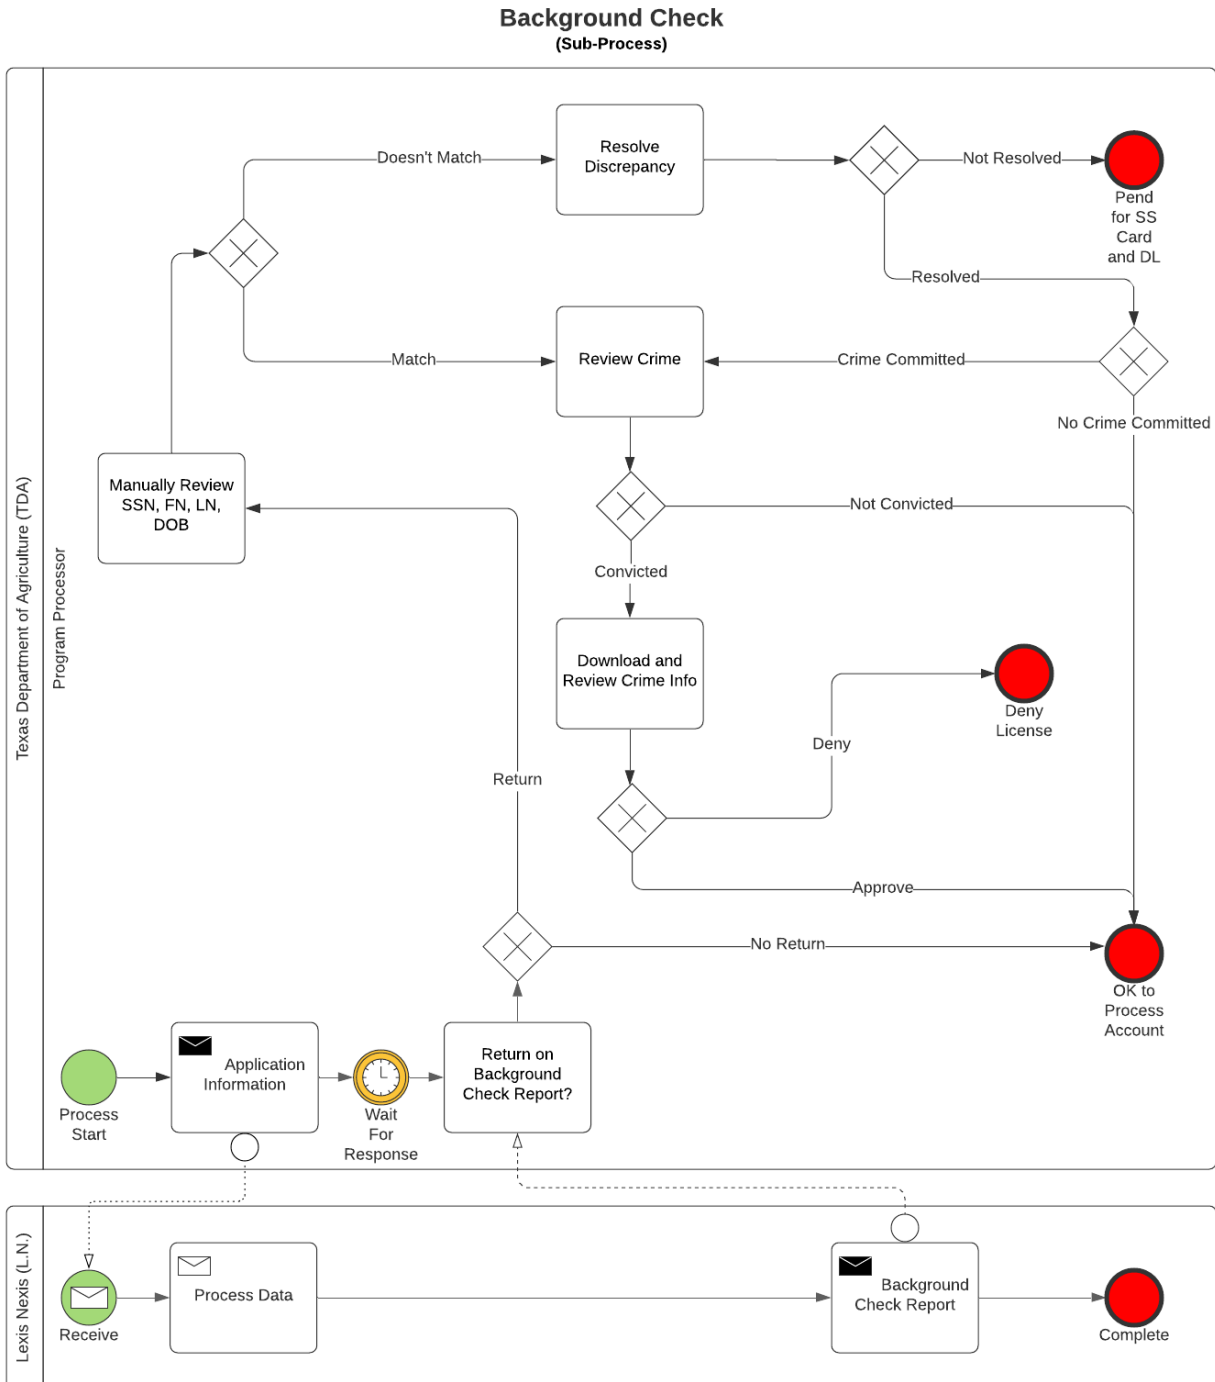 Background Check
(Sub-Process)
Texas Department of Agriculture (TDA)
Program Processor
Doesn't Match
Resolve
Discrepancy
Not Resolved
Pend
for SS
Card
and DL
Resolved
Match
Review Crime
Crime Committed
No Crime Committed
Manually Review
SSN, FN, LN,
DOB
Not Convicted
Convicted
Download and
Review Crime Info
Deny
License
Deny
Return
Approve
No Return
OK to
Process
Account
Process
Start
Application
Information
Wait
For
Response
Return on
Background
Check Report?
Lexis Nexis (L.N.)
Receive
Process Data
Background
Check Report
Complete